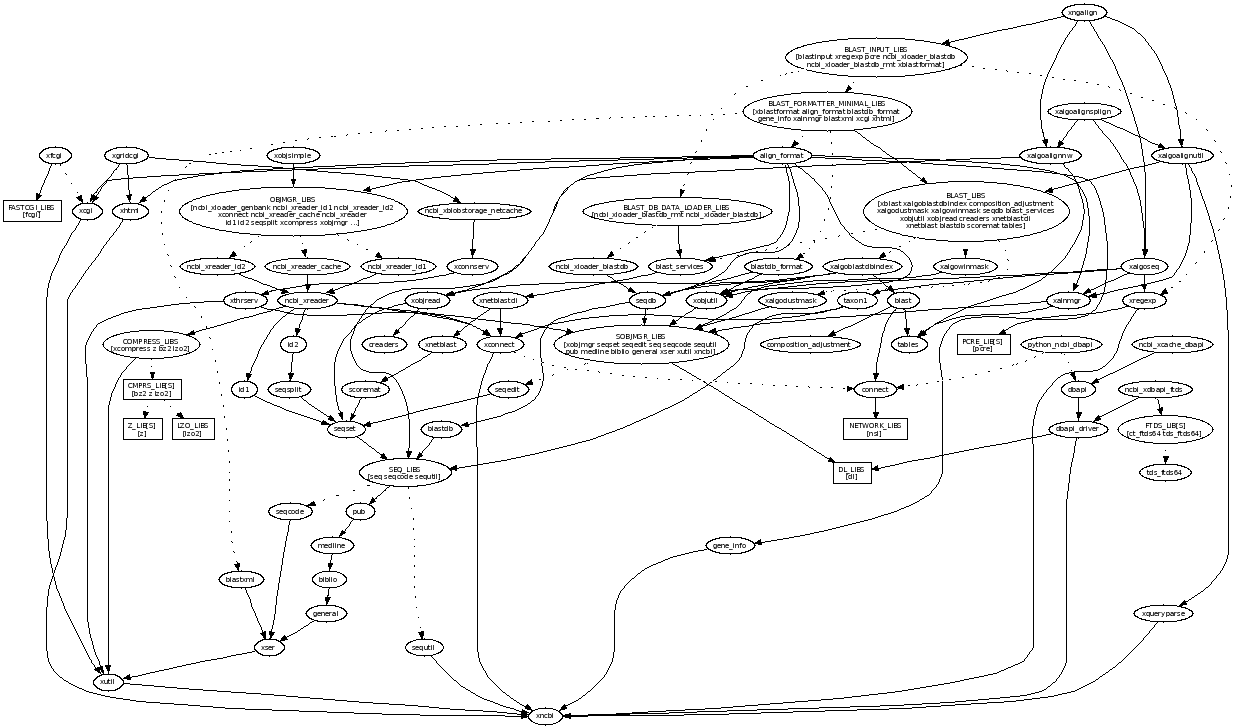 xngalign
BLAST_INPUT_LIBS
[blastinput xregexp pcre ncbi_xloader_blastdb
ncbi_xloader_blastdb_rmt xblastformat]
BLAST_FORMATTER_MINIMAL_LIBS
[xblastformat align_format blastdb_format
gene_info xalnmgr blastxml xcgi xhtml]
xalgoalignsplign
xfcgi
xgridcgi
xobjsimple
align_format
xalgoalignnw
xalgoalignutil
FASTCGI_LIBS
[fcgi]
xcgi
xhtml
OBJMGR_LIBS
[ncbi_xloader_genbank ncbi_xreader_id1 ncbi_xreader_id2
xconnect ncbi_xreader_cache ncbi_xreader
id1 id2 seqsplit xcompress xobjmgr ...]
ncbi_xblobstorage_netcache
BLAST_DB_DATA_LOADER_LIBS
[ncbi_xloader_blastdb_rmt ncbi_xloader_blastdb]
BLAST_LIBS
[xblast xalgoblastdbindex composition_adjustment
xalgodustmask xalgowinmask seqdb blast_services
xobjutil xobjread creaders xnetblastcli
xnetblast blastdb scoremat tables]
ncbi_xreader_id2
ncbi_xreader_cache
ncbi_xreader_id1
xconnserv
ncbi_xloader_blastdb
blast_services
blastdb_format
xalgoblastdbindex
xalgowinmask
xalgoseq
xthrserv
ncbi_xreader
xobjread
xnetblastcli
seqdb
xobjutil
xalgodustmask
taxon1
blast
xalnmgr
xregexp
COMPRESS_LIBS
[xcompress z bz2 lzo2]
id2
creaders
xnetblast
xconnect
SOBJMGR_LIBS
[xobjmgr seqset seqedit seq seqcode sequtil
pub medline biblio general xser xutil xncbi]
composition_adjustment
tables
PCRE_LIB[S]
[pcre]
python_ncbi_dbapi
ncbi_xcache_dbapi
CMPRS_LIB[S]
[bz2 z lzo2]
id1
seqsplit
scoremat
seqedit
connect
dbapi
ncbi_xdbapi_ftds
Z_LIB[S]
[z]
LZO_LIBS
[lzo2]
seqset
blastdb
NETWORK_LIBS
[nsl]
dbapi_driver
FTDS_LIB[S]
[ct_ftds64 tds_ftds64]
SEQ_LIBS
[seq seqcode sequtil]
DL_LIBS
[dl]
tds_ftds64
seqcode
pub
medline
gene_info
blastxml
biblio
general
xqueryparse
xser
sequtil
xutil
xncbi